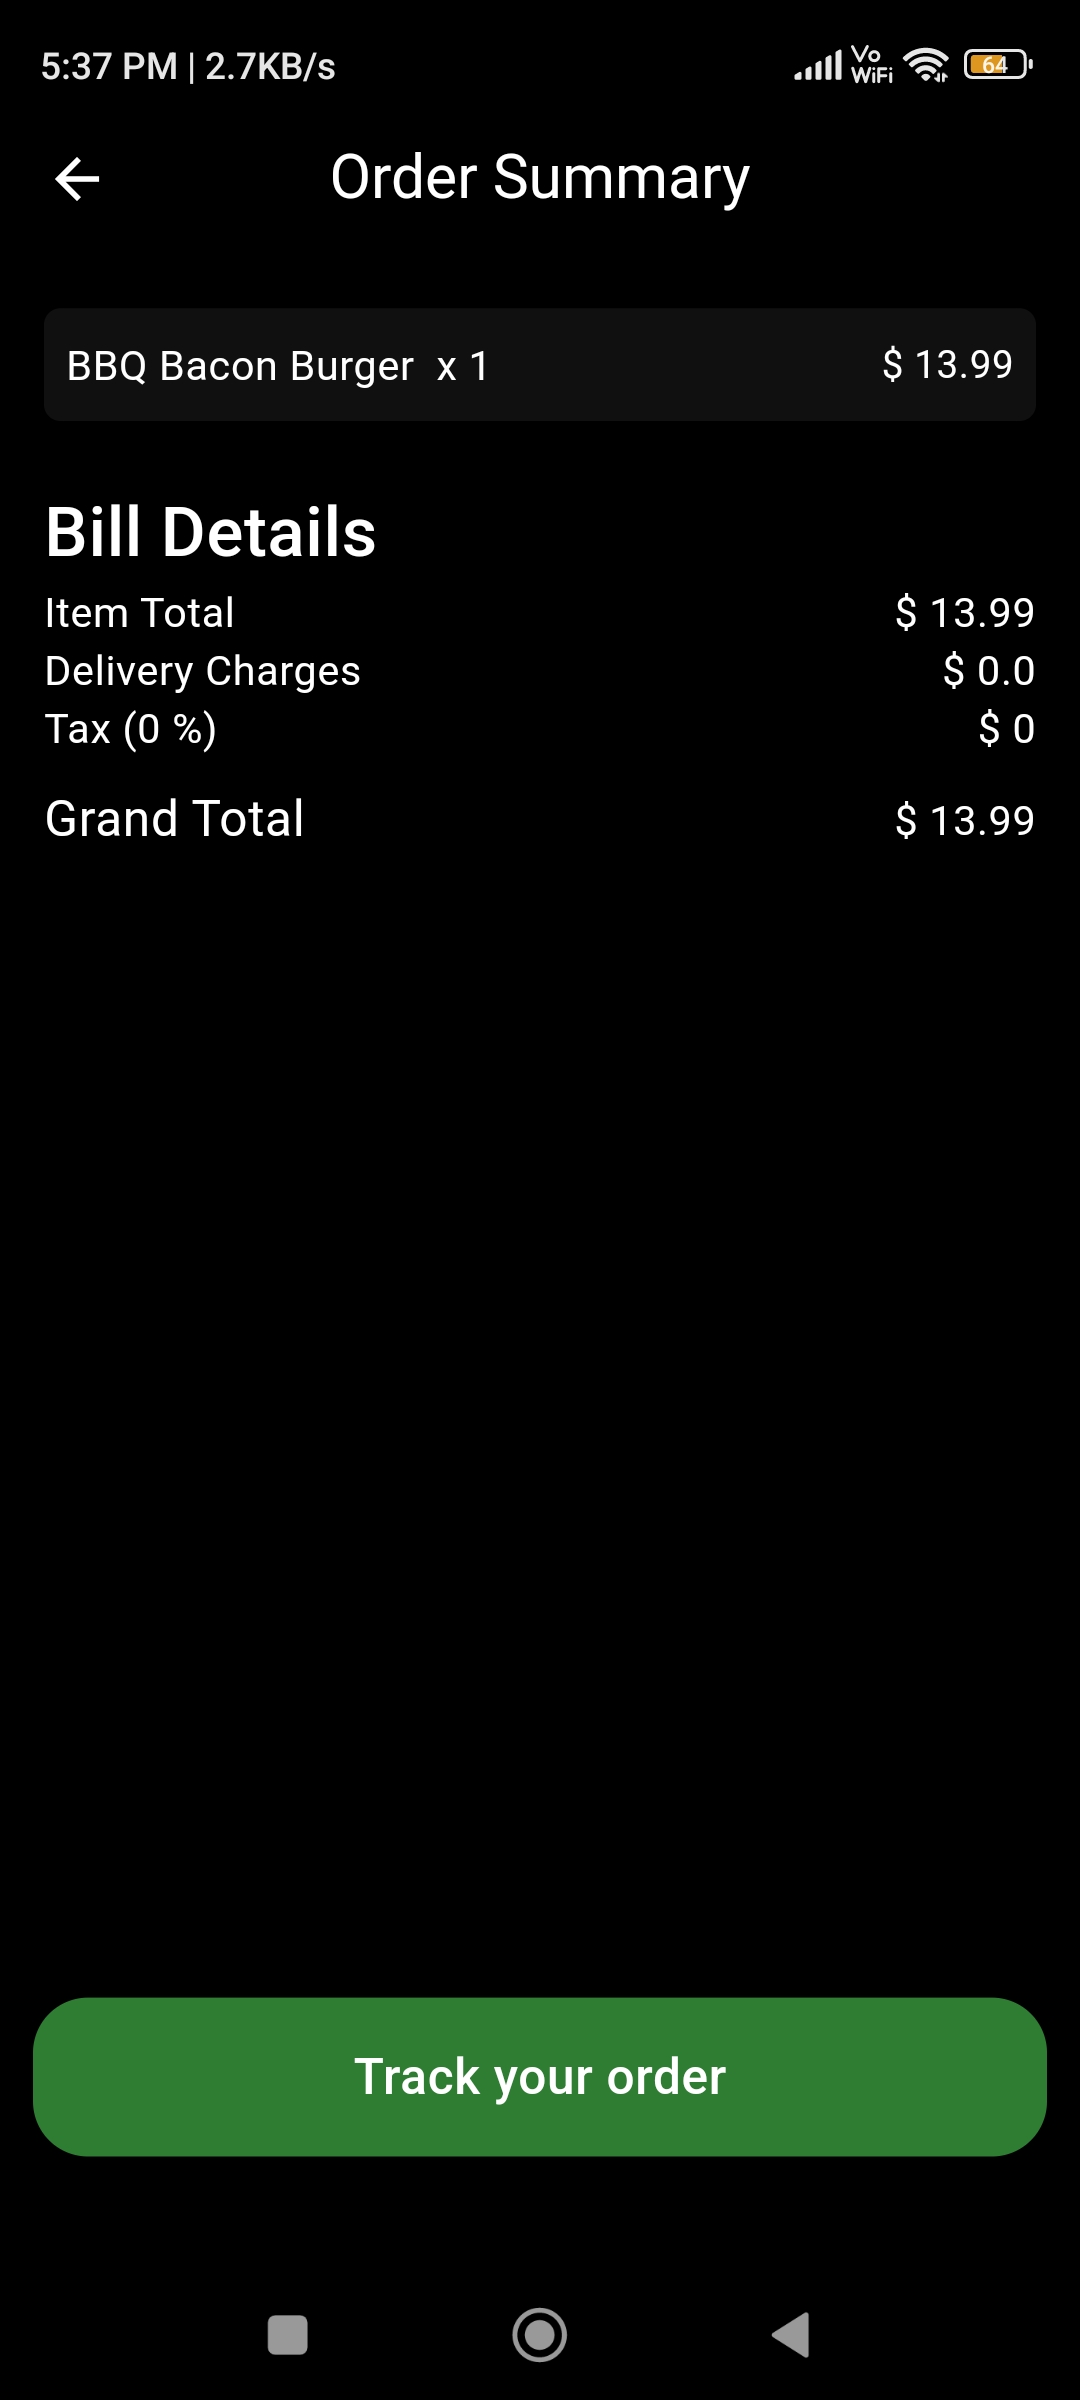 5:37 PM | 2.7KB/s Vo WiFi 64
Order Summary
BBQ Bacon Burger x 1 $ 13.99
Bill Details
Item Total $ 13.99
Delivery Charges $ 0.0
Tax (0 %) $ 0
Grand Total $ 13.99
Track your order